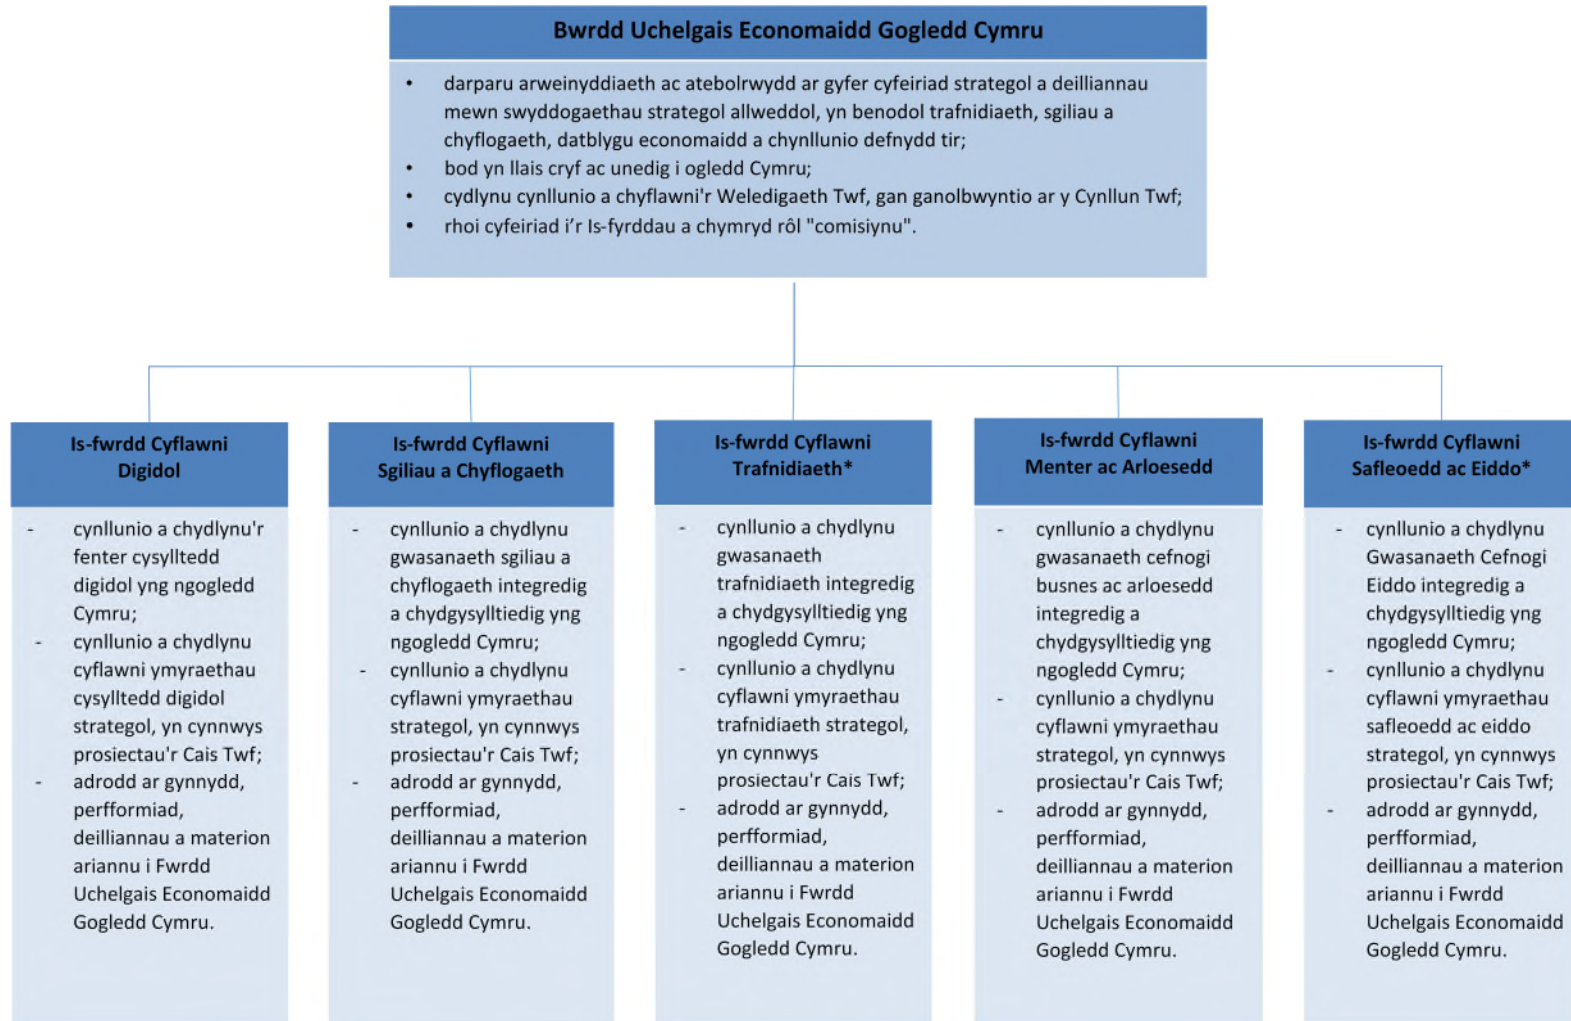 Bwrdd Uchelgais Economaidd Gogledd Cymru
• darparu arweinyddiaeth ac atebolrwydd ar gyfer cyfeiriad strategol a deilliannau
mewn swyddogaethau strategol allweddol, yn benodol trafnidiaeth, sgiliau a
chyflogaeth, datblygu economaidd a chynllunio defnydd tir;
• bod yn llais cryf ac unedig i ogledd Cymru;
• cydlynu cynllunio a chyflawni'r Weledigaeth Twf, gan ganolbwyntio ar y Cynllun Twf;
• rhoi cyfeiriad i’r Is-fyrddau a chymryd rôl "comisiynu".
Is-fwrdd Cyflawni
Digidol
- cynllunio a chydlynu'r
fenter cysylltedd
digidol yng ngogledd
Cymru;
- cynllunio a chydlynu
cyflawni ymyraethau
cysylltedd digidol
strategol, yn cynnwys
prosiectau'r Cais Twf;
- adrodd ar gynnydd,
perfformiad,
deilliannau a materion
ariannu i Fwrdd
Uchelgais Economaidd
Gogledd Cymru.
Is-fwrdd Cyflawni
Sgiliau a Chyflogaeth
- cynllunio a chydlynu
gwasanaeth sgiliau a
chyflogaeth integredig
a chydgysylltiedig yng
ngogledd Cymru;
- cynllunio a chydlynu
cyflawni ymyraethau
strategol, yn cynnwys
prosiectau'r Cais Twf;
- adrodd ar gynnydd,
perfformiad,
deilliannau a materion
ariannu i Fwrdd
Uchelgais Economaidd
Gogledd Cymru.
Is-fwrdd Cyflawni
Trafnidiaeth*
- cynllunio a chydlynu
gwasanaeth
trafnidiaeth integredig
a chydgysylltiedig yng
ngogledd Cymru;
- cynllunio a chydlynu
cyflawni ymyraethau
trafnidiaeth strategol,
yn cynnwys
prosiectau'r Cais Twf;
- adrodd ar gynnydd,
perfformiad,
deilliannau a materion
ariannu i Fwrdd
Uchelgais Economaidd
Gogledd Cymru.
Is-fwrdd Cyflawni
Menter ac Arloesedd
- cynllunio a chydlynu
gwasanaeth cefnogi
busnes ac arloesedd
integredig a
chydgysylltiedig yng
ngogledd Cymru;
- cynllunio a chydlynu
cyflawni ymyraethau
strategol, yn cynnwys
prosiectau'r Cais Twf;
- adrodd ar gynnydd,
perfformiad,
deilliannau a materion
ariannu i Fwrdd
Uchelgais Economaidd
Gogledd Cymru.
Is-fwrdd Cyflawni
Safleoedd ac Eiddo*
- cynllunio a chydlynu
Gwasanaeth Cefnogi
Eiddo integredig a
chydgysylltiedig yng
ngogledd Cymru;
- cynllunio a chydlynu
cyflawni ymyraethau
safleoedd ac eiddo
strategol, yn cynnwys
prosiectau'r Cais Twf;
- adrodd ar gynnydd,
perfformiad,
deilliannau a materion
ariannu i Fwrdd
Uchelgais Economaidd
Gogledd Cymru.